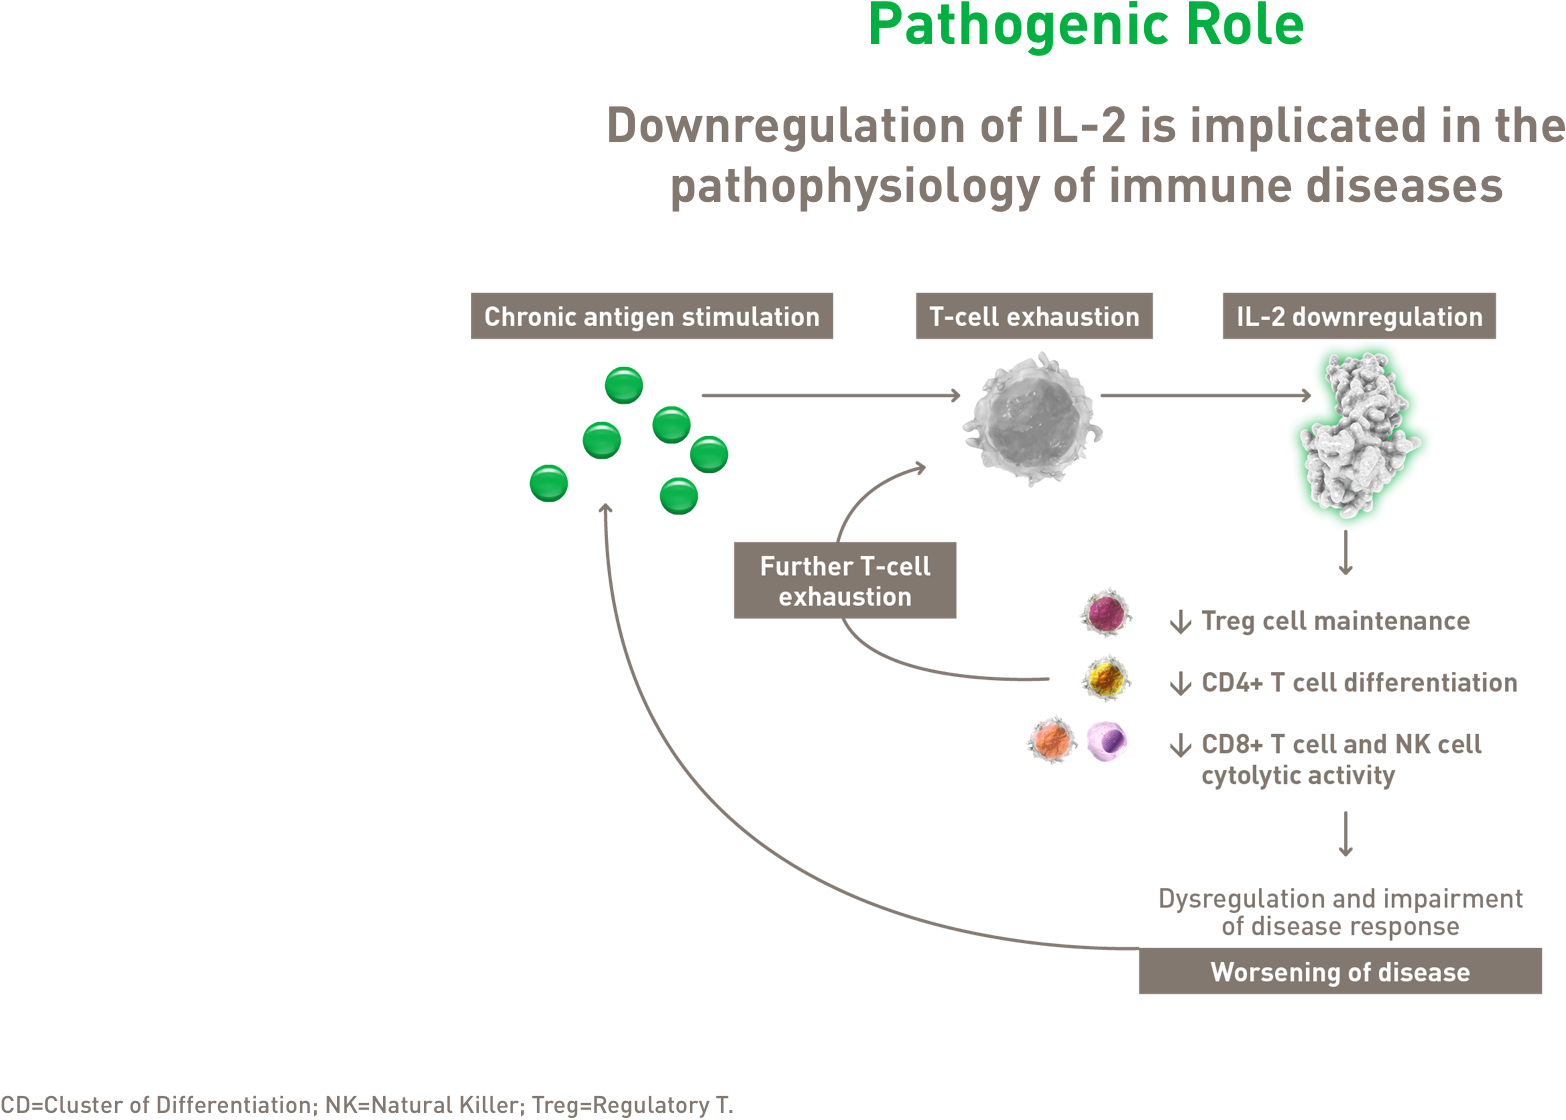 Pathogenic Role
Downregulation of IL-2 is implicated in the
pathophysiology of immune diseases
Chronic antigen stimulation
T-cell exhaustion
IL-2 downregulation
Further T-cell
exhaustion
↓ Treg cell maintenance
↓ CD4+ T cell differentiation
↓ CD8+ T cell and NK cell
cytolytic activity
Dysregulation and impairment
of disease response
Worsening of disease
CD=Cluster of Differentiation; NK=Natural Killer; Treg=Regulatory T.